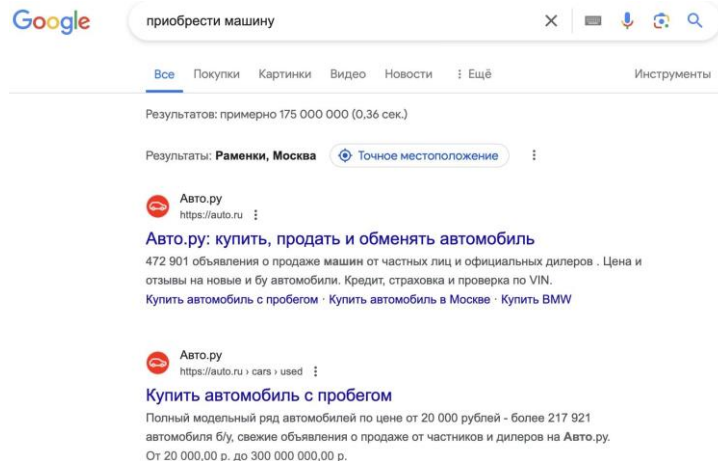 Google
приобрести машину
Все Покупки Картинки Видео Новости ⋮ Ещё Инструменты
Результатов: примерно 175 000 000 (0,36 сек.)
Результаты: Раменки, Москва Точное местоположение
Авто.ру
https://auto.ru
Авто.ру: купить, продать и обменять автомобиль
472 901 объявления о продаже машин от частных лиц и официальных дилеров . Цена и
отзывы на новые и бу автомобили. Кредит, страховка и проверка по VIN.
Купить автомобиль с пробегом · Купить автомобиль в Москве · Купить BMW
Авто.ру
https://auto.ru › cars › used
Купить автомобиль с пробегом
Полный модельный ряд автомобилей по цене от 20 000 рублей - более 217 921
автомобиля б/у, свежие объявления о продаже от частников и дилеров на Авто.ру.
От 20 000,00 р. до 300 000 000,00 р.